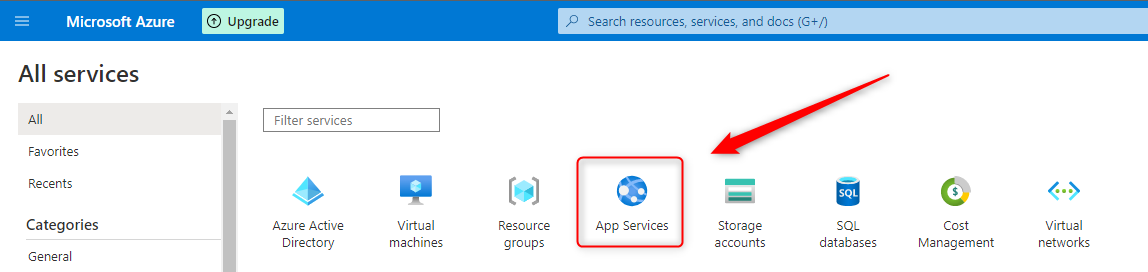 Microsoft Azure
Upgrade
Search resources, services, and docs (G+/)
All services
All
Favorites
Recents
Categories
General
Filter services
Azure Active
Directory
Virtual
machines
Resource
groups
App Services
Storage
accounts
SQL
SQL
databases
$
Cost
Management
Virtual
networks